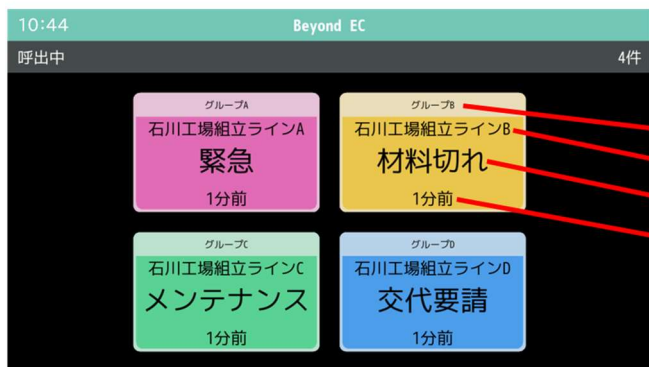 10:44
Beyond EC
呼出中
4件
グループA
石川工場組立ラインA
緊急
1分前
グループB
石川工場組立ラインB
材料切れ
1分前
グループC
石川工場組立ラインC
メンテナンス
1分前
グループD
石川工場組立ラインD
交代要請
1分前